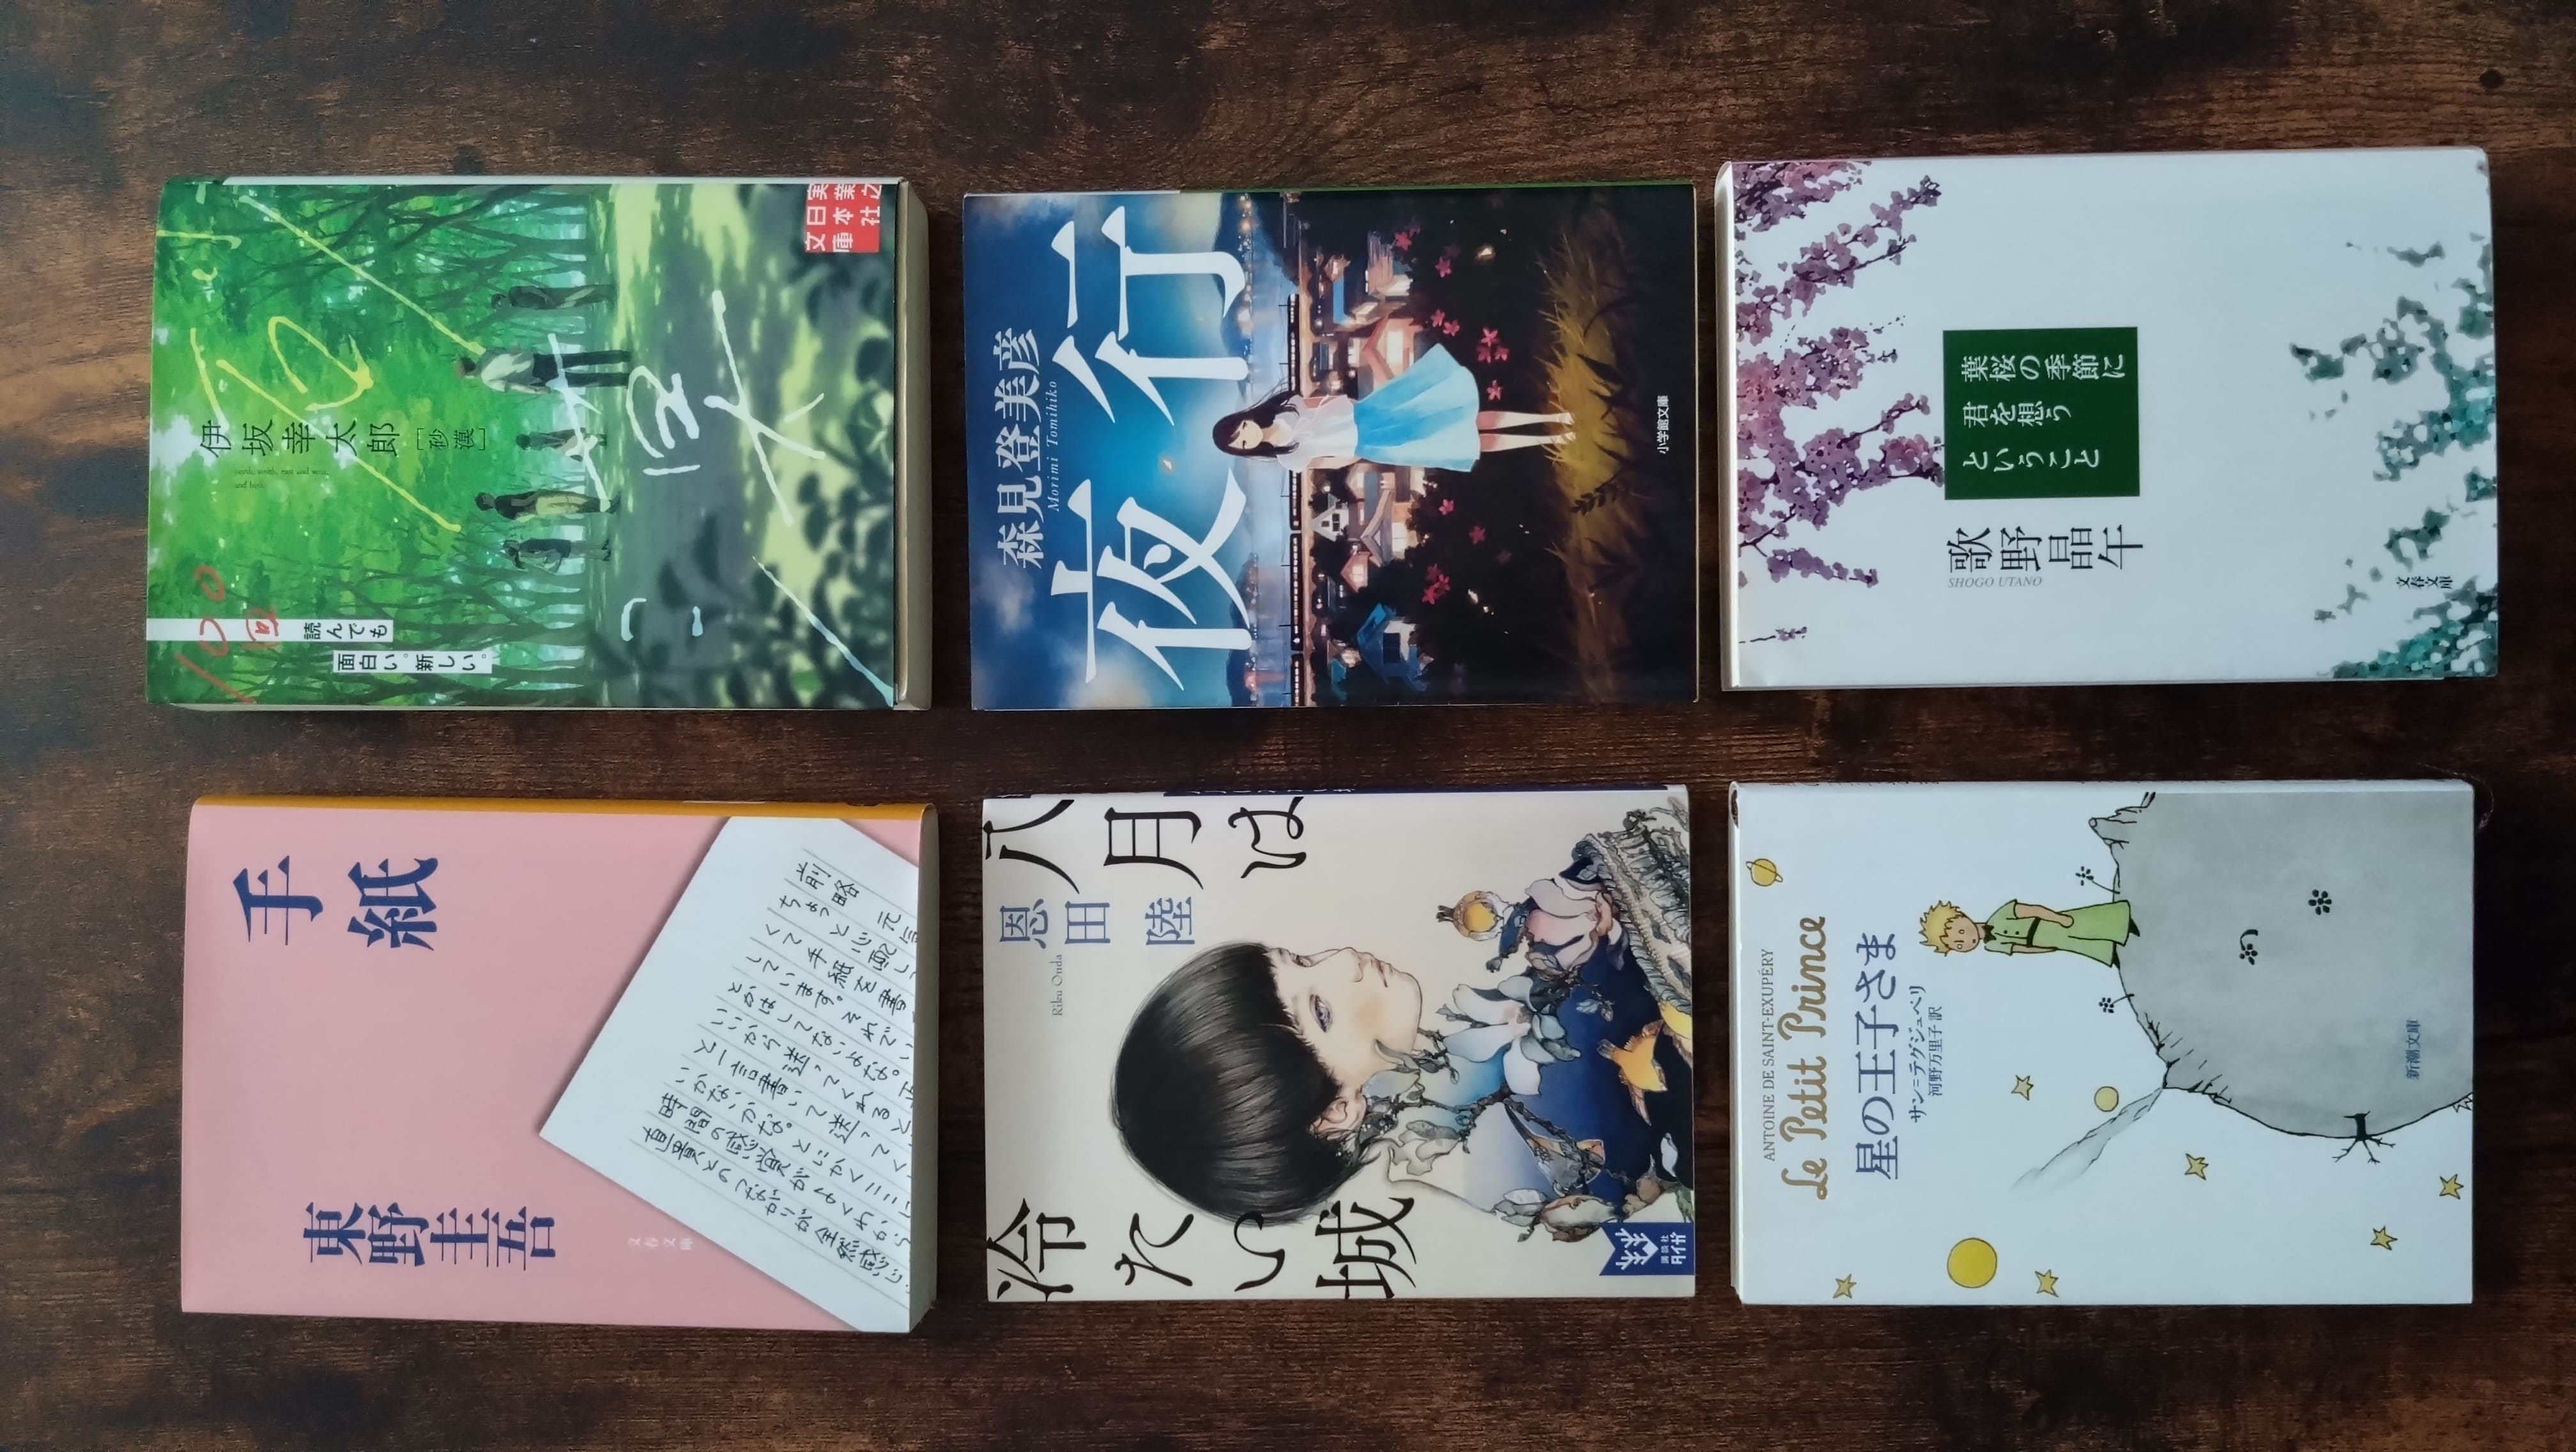 手紙
東野圭吾
文春文庫
前略
ちょっと心配し
くて手紙を書
しています。それでい
とかはしてないよな。
いいから送ってくれると
と一言書いて送って
いかないかな。とにかくここに
時間の感覚がよくわから
直貴とのつながりが全然感じ
砂漠
伊坂幸太郎
[砂漠]
100回
読んでも
面白い。新しい。
実業之
日本社
文庫
八月は
冷たい城
恩田 陸
Riku Onda
講談社
タイガ
森見登美彦
Morimi Tomihiko
夜行
小学館文庫
ANTOINE DE SAINT-EXUPÉRY
Le Petit Prince
星の王子さま
サン=テグジュペリ
河野万里子 訳
新潮文庫
葉桜の季節に
君を想う
ということ
歌野晶午
SHOGO UTANO
文春文庫